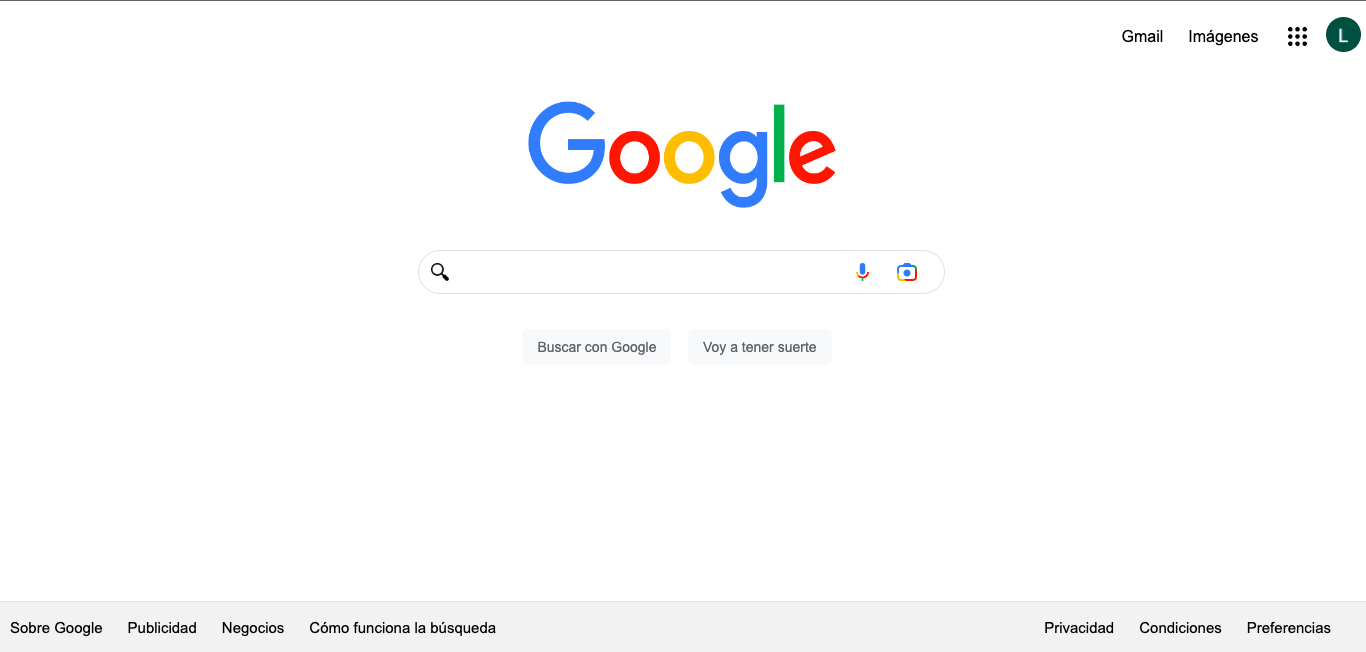 Gmail Imágenes L
Google
Buscar con Google Voy a tener suerte
Sobre Google Publicidad Negocios Cómo funciona la búsqueda Privacidad Condiciones Preferencias